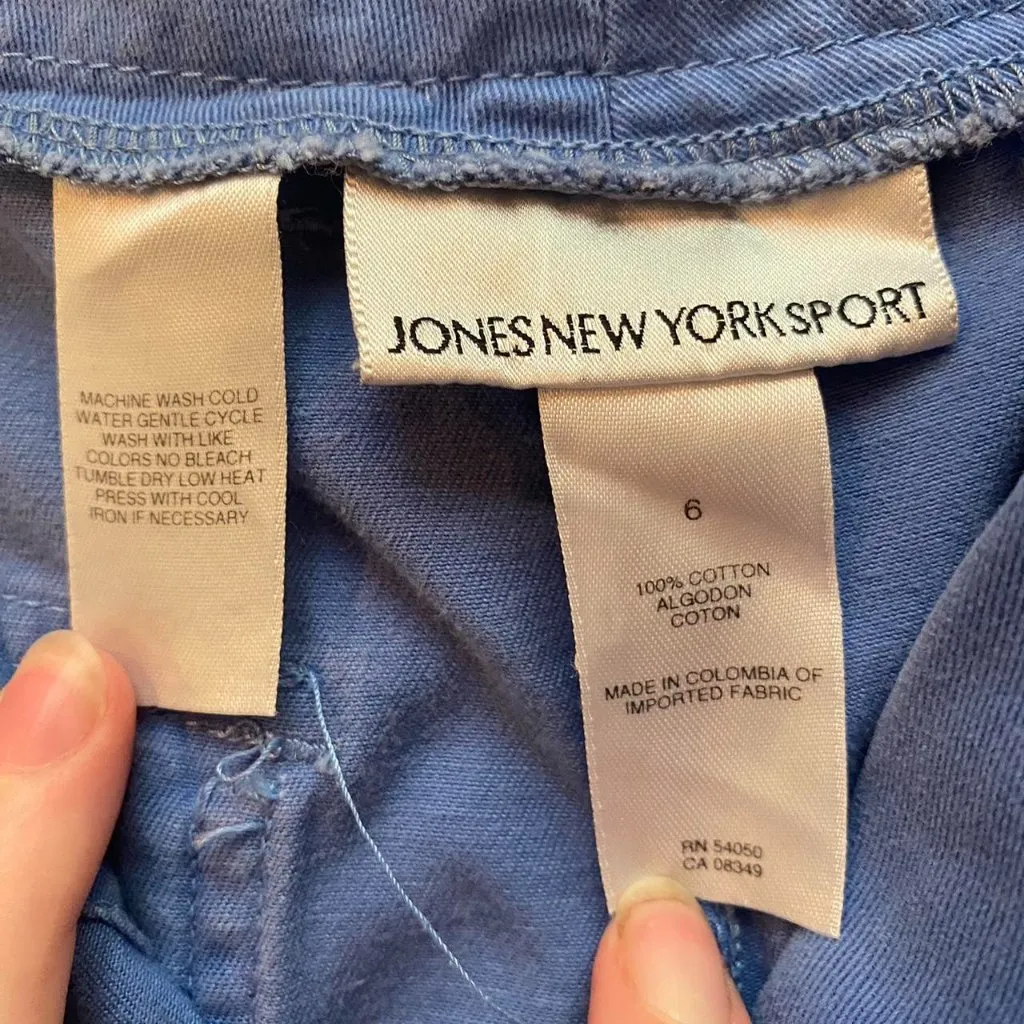 MACHINE WASH COLD
WATER GENTLE CYCLE
WASH WITH LIKE
COLORS NO BLEACH
TUMBLE DRY LOW HEAT
PRESS WITH COOL
IRON IF NECESSARY
JONES NEW YORK SPORT
6
100% COTTON
ALGODON
COTON
MADE IN COLOMBIA OF
IMPORTED FABRIC
RN 54050
CA 08349